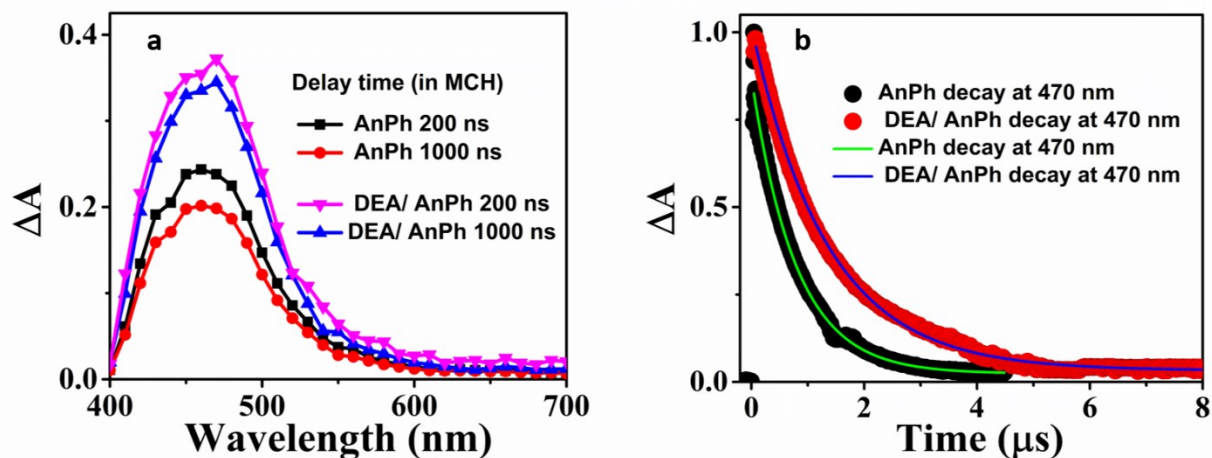 a
0.4
0.2
0.0
ΔA
Delay time (in MCH)
AnPh 200 ns
AnPh 1000 ns
DEA/ AnPh 200 ns
DEA/ AnPh 1000 ns
400 500 600 700
Wavelength (nm)
b
1.0
0.5
0.0
ΔA
AnPh decay at 470 nm
DEA/ AnPh decay at 470 nm
AnPh decay at 470 nm
DEA/ AnPh decay at 470 nm
0 2 4 6 8
Time (μs)